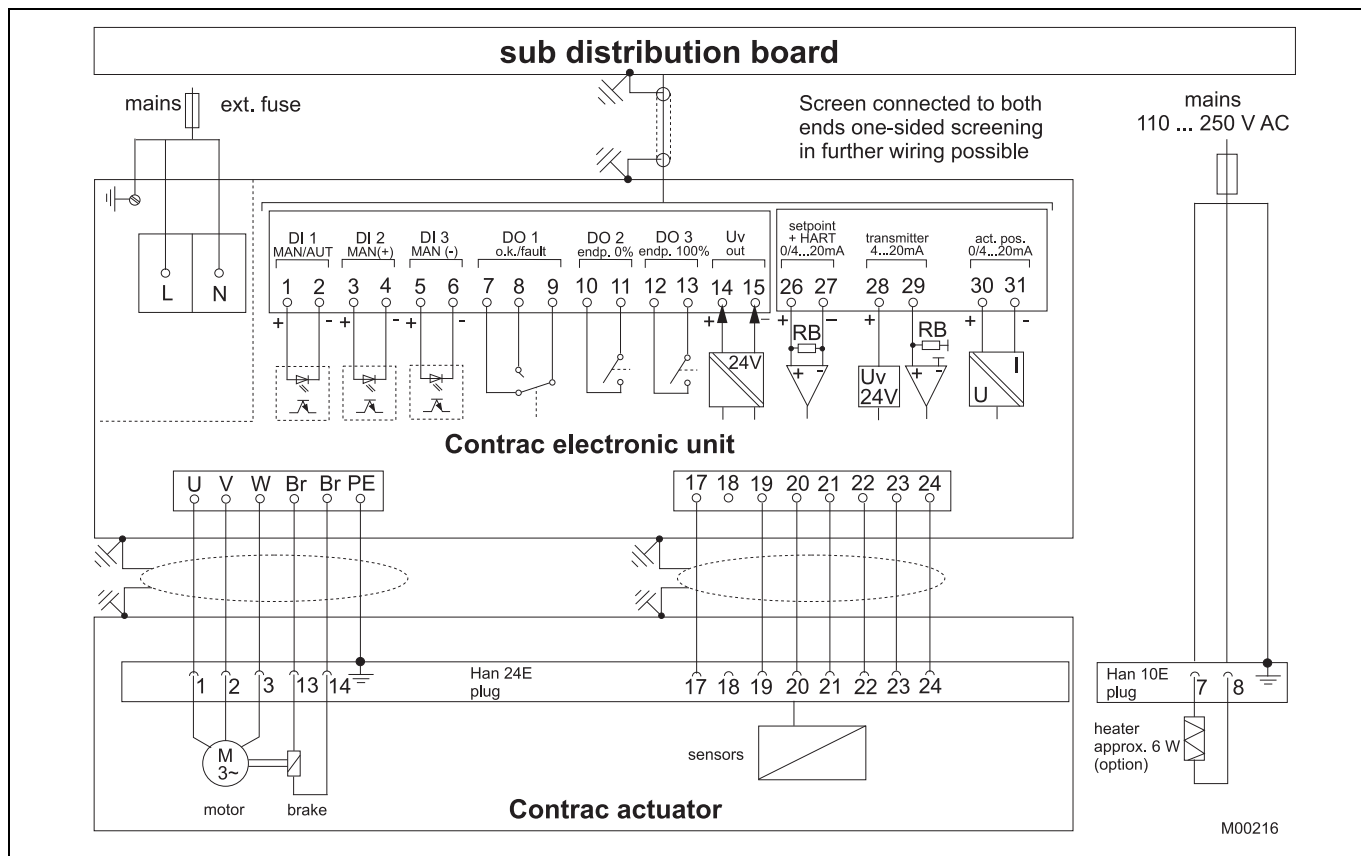 sub distribution board
mains
ext. fuse
Screen connected to both
ends one-sided screening
in further wiring possible
mains
110 ... 250 V AC
DI 1
MAN/AUT
DI 2
MAN(+)
DI 3
MAN (-)
DO 1
o.k./fault
DO 2
endp. 0%
DO 3
endp. 100%
Uv
out
setpoint
+ HART
0/4...20mA
transmitter
4...20mA
act. pos.
0/4...20mA
L N
1 2 3 4 5 6 7 8 9 10 11 12 13 14 15 26 27 28 29 30 31
+ - + - + - + – + – + + -
RB RB
24V
+ -
Uv
24V
+ -
I
U
Contrac electronic unit
U V W Br Br PE
17 18 19 20 21 22 23 24
1 2 3 13 14
Han 24E
plug
17 18 19 20 21 22 23 24
Han 10E
plug
7 8
M
3~
motor
brake
sensors
heater
approx. 6 W
(option)
Contrac actuator
M00216